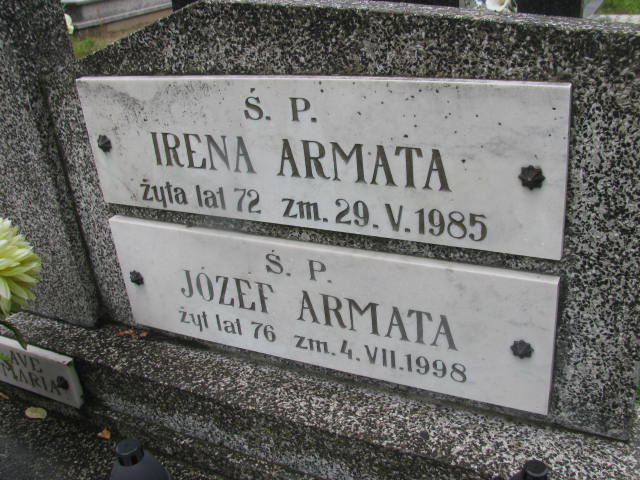 Ś. P.
IRENA ARMATA
żyła lat 72 zm. 29.V.1985
Ś. P.
JÓZEF ARMATA
żył lat 76 zm. 4.VII.1998
AVE
MARIA